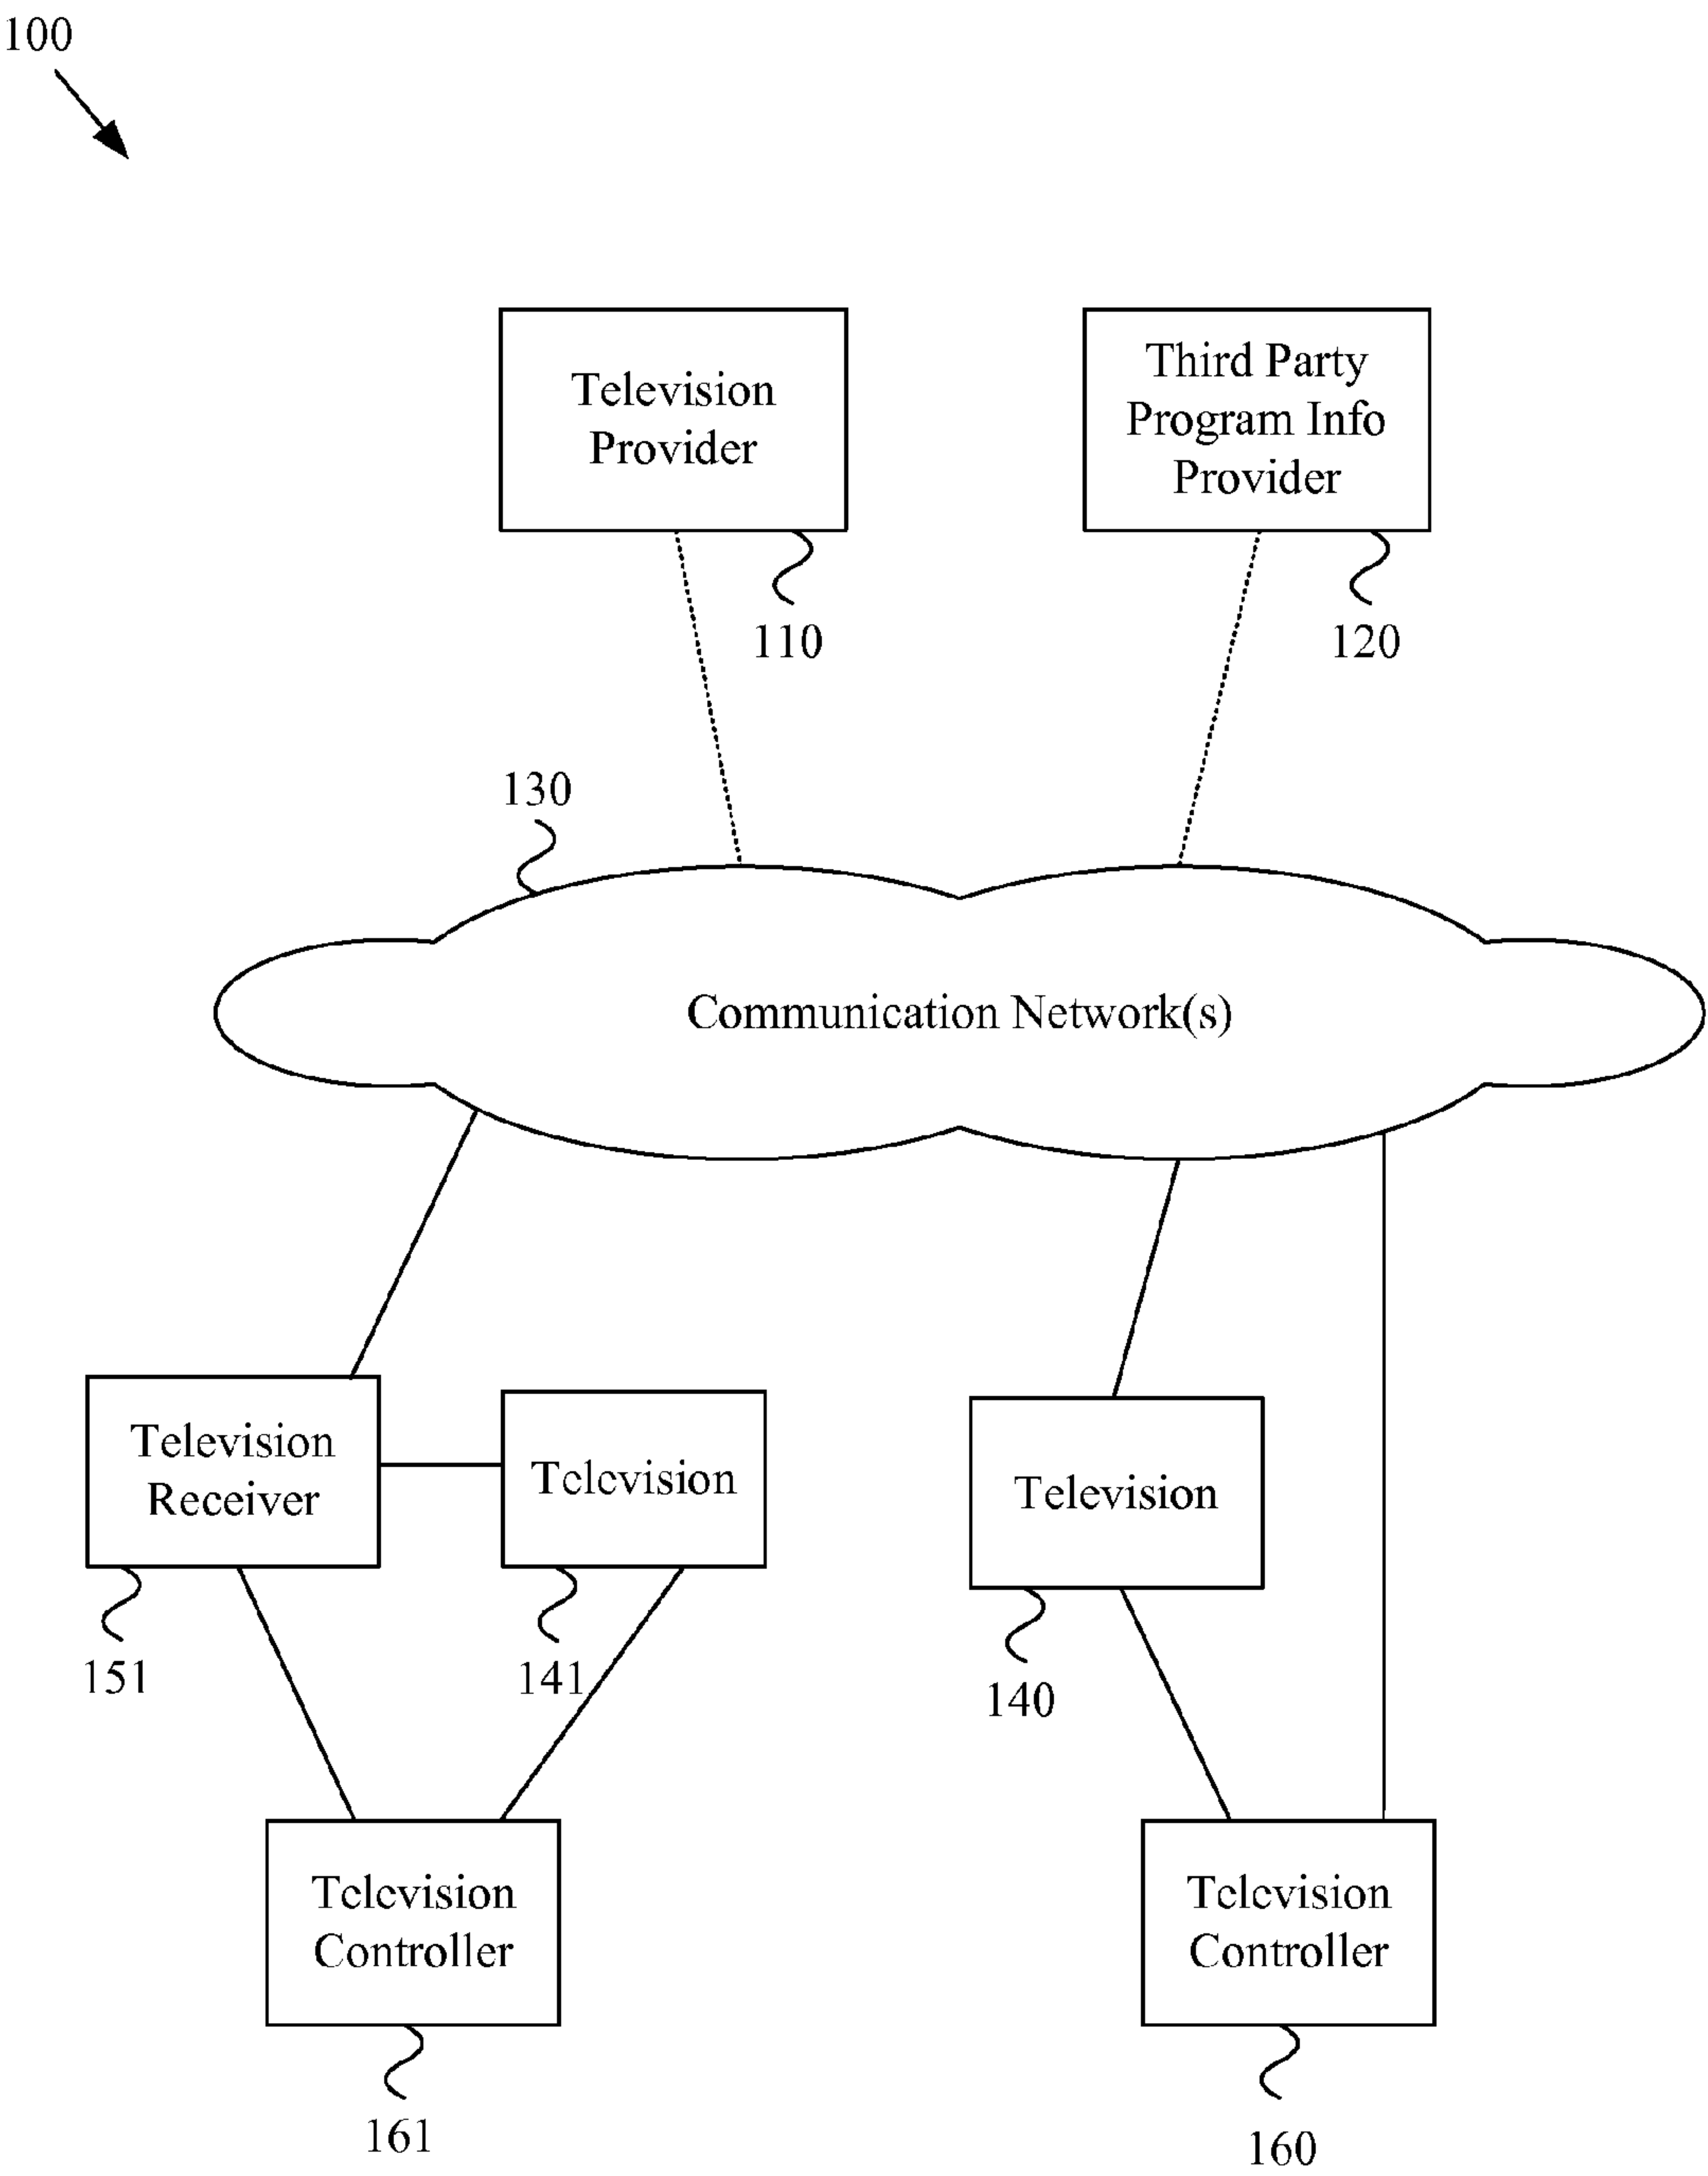 100
Television
Provider
Third Party
Program Info
Provider
110
120
130
Communication Network(s)
Television
Receiver
Television
Television
151
141
140
Television
Controller
Television
Controller
161
160